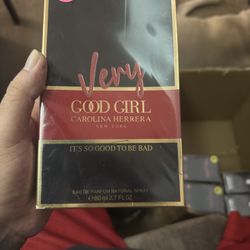 Very
GOOD GIRL
CAROLINA HERRERA
NEW YORK
IT'S SO GOOD TO BE BAD
EAU DE PARFUM NATURAL SPRAY
℮80 ml 2.7 FL. OZ